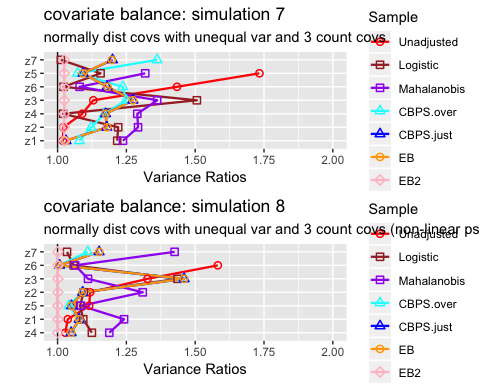 covariate balance: simulation 7
normally dist covs with unequal var and 3 count covs
z7
z5
z6
z3
z4
z2
z1
1.00
1.25
1.50
1.75
2.00
Variance Ratios
Sample
Unadjusted
Logistic
Mahalanobis
CBPS.over
CBPS.just
EB
EB2
covariate balance: simulation 8
normally dist covs with unequal var and 3 count covs (non-linear ps
z7
z6
z3
z2
z5
z1
z4
1.00
1.25
1.50
1.75
2.00
Variance Ratios
Sample
Unadjusted
Logistic
Mahalanobis
CBPS.over
CBPS.just
EB
EB2